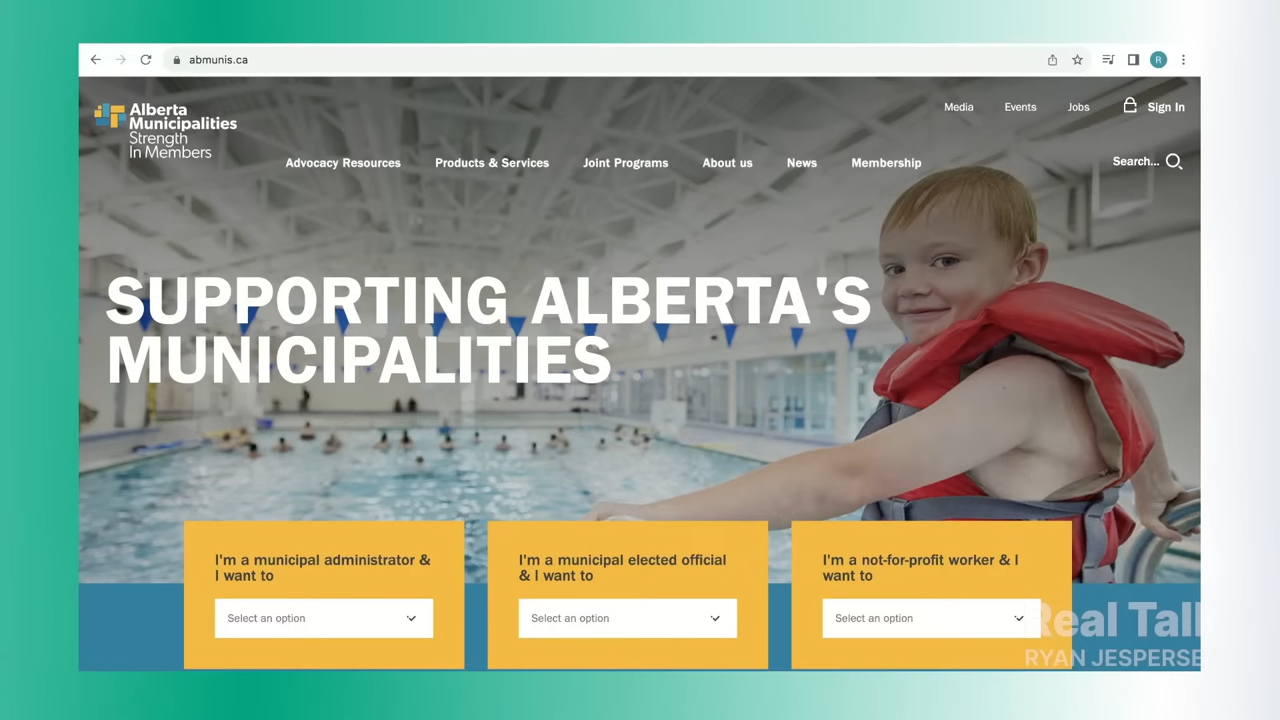 abmunis.ca
R
Alberta
Municipalities
Strength
In Members
Media Events Jobs Sign In
Advocacy Resources Products & Services Joint Programs About us News Membership Search...
SUPPORTING ALBERTA'S
MUNICIPALITIES
I'm a municipal administrator &
I want to
Select an option
I'm a municipal elected official
& I want to
Select an option
I'm a not-for-profit worker & I
want to
Select an option
Real Talk
RYAN JESPERSE